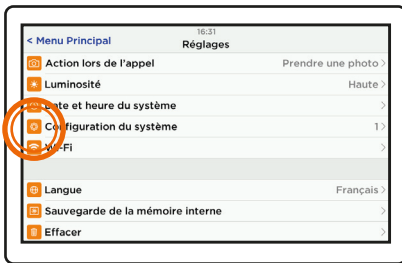 16:31
< Menu Principal
Réglages
Action lors de l'appel Prendre une photo >
Luminosité Haute >
Date et heure du système >
Configuration du système 1 >
Wi-Fi >
Langue Français >
Sauvegarde de la mémoire interne >
Effacer >